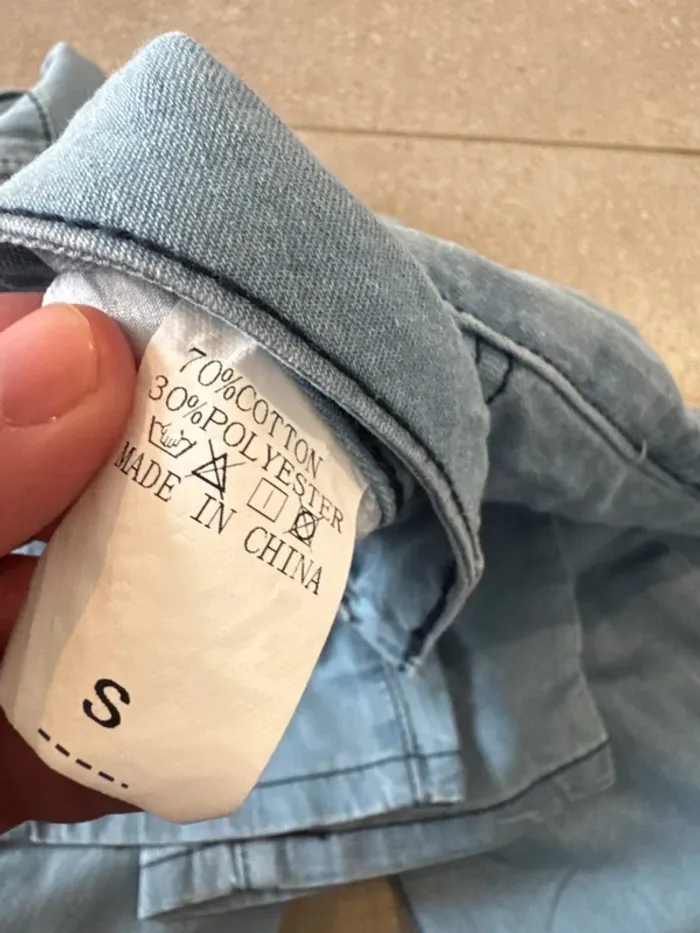 70%COTTON
30%POLYESTER
MADE IN CHINA
S